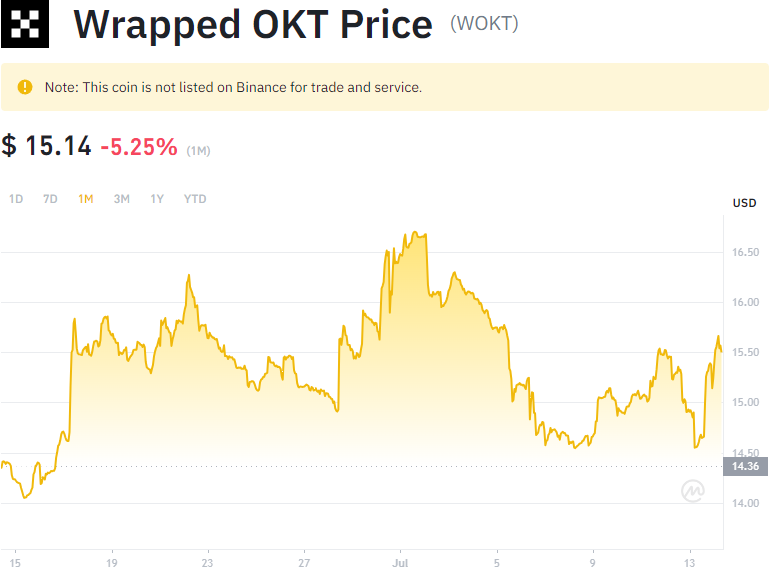 Wrapped OKT Price (WOKT)
Note: This coin is not listed on Binance for trade and service.
$ 15.14 -5.25% (1M)
1D 7D 1M 3M 1Y YTD
USD
16.50
16.00
15.50
15.00
14.50
14.36
14.00
15 19 23 27 Jul 5 9 13